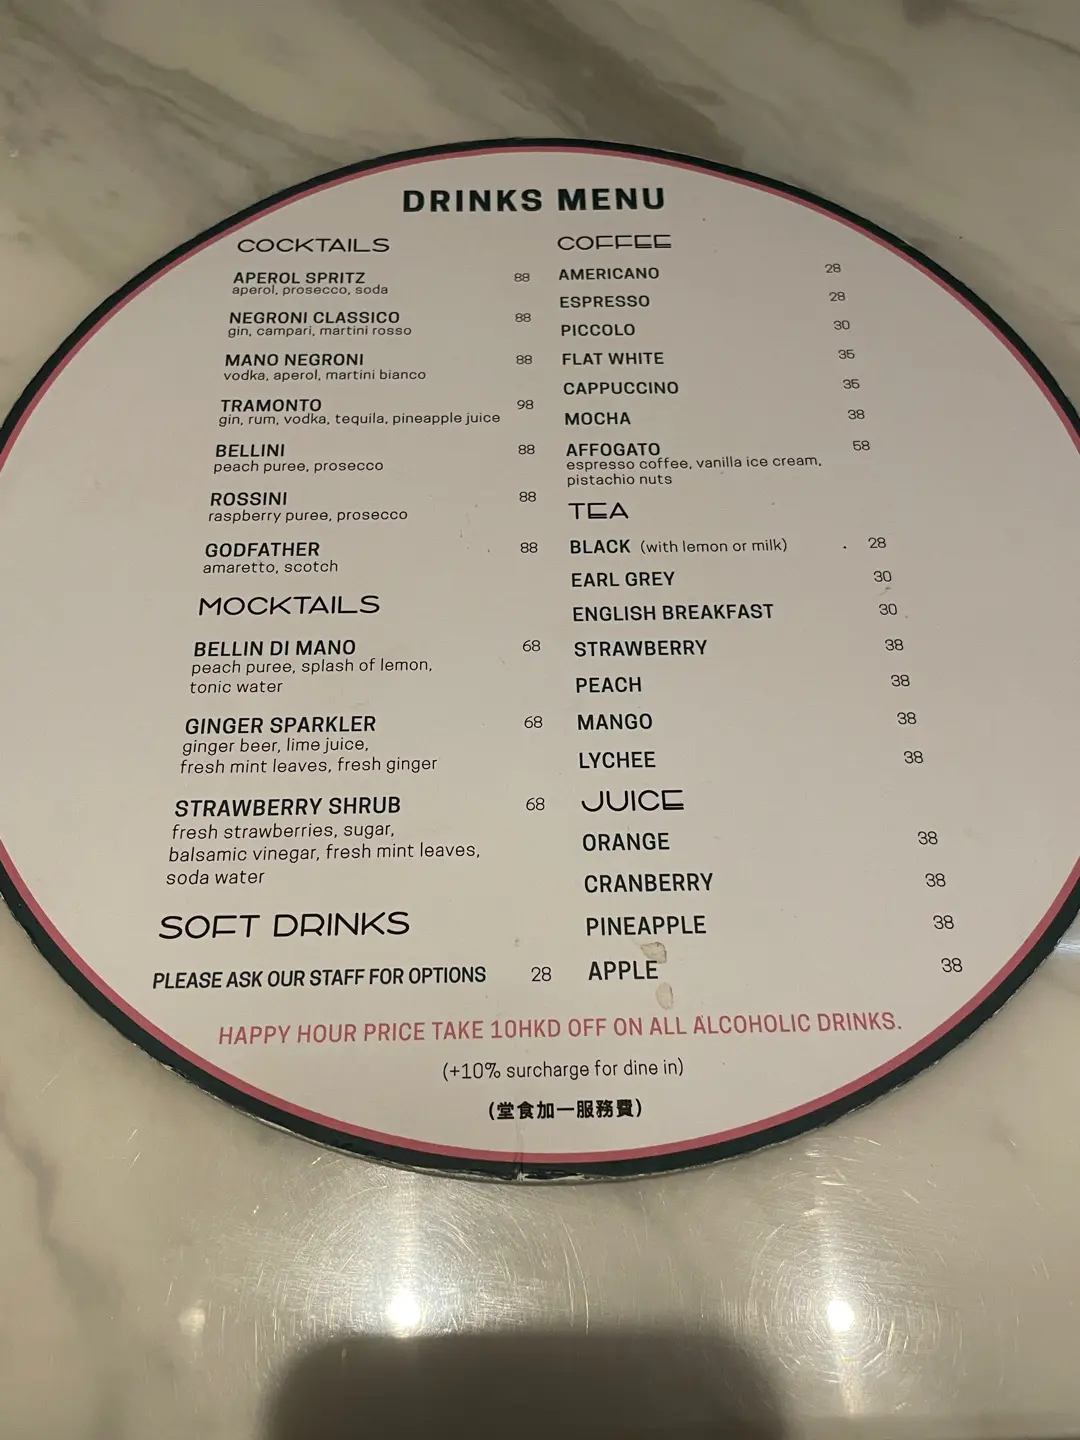 DRINKS MENU
COCKTAILS
APEROL SPRITZ 88
aperol, prosecco, soda
NEGRONI CLASSICO 88
gin, campari, martini rosso
MANO NEGRONI 88
vodka, aperol, martini bianco
TRAMONTO 98
gin, rum, vodka, tequila, pineapple juice
BELLINI 88
peach puree, prosecco
ROSSINI 88
raspberry puree, prosecco
GODFATHER 88
amaretto, scotch
MOCKTAILS
BELLIN DI MANO 68
peach puree, splash of lemon,
tonic water
GINGER SPARKLER 68
ginger beer, lime juice,
fresh mint leaves, fresh ginger
STRAWBERRY SHRUB 68
fresh strawberries, sugar,
balsamic vinegar, fresh mint leaves,
soda water
SOFT DRINKS
PLEASE ASK OUR STAFF FOR OPTIONS 28
COFFEE
AMERICANO 28
ESPRESSO 28
PICCOLO 30
FLAT WHITE 35
CAPPUCCINO 35
MOCHA 38
AFFOGATO 58
espresso coffee, vanilla ice cream,
pistachio nuts
TEA
BLACK (with lemon or milk) 28
EARL GREY 30
ENGLISH BREAKFAST 30
STRAWBERRY 38
PEACH 38
MANGO 38
LYCHEE 38
JUICE
ORANGE 38
CRANBERRY 38
PINEAPPLE 38
APPLE 38
HAPPY HOUR PRICE TAKE 10HKD OFF ON ALL ALCOHOLIC DRINKS.
(+10% surcharge for dine in)
(堂食加一服務費)